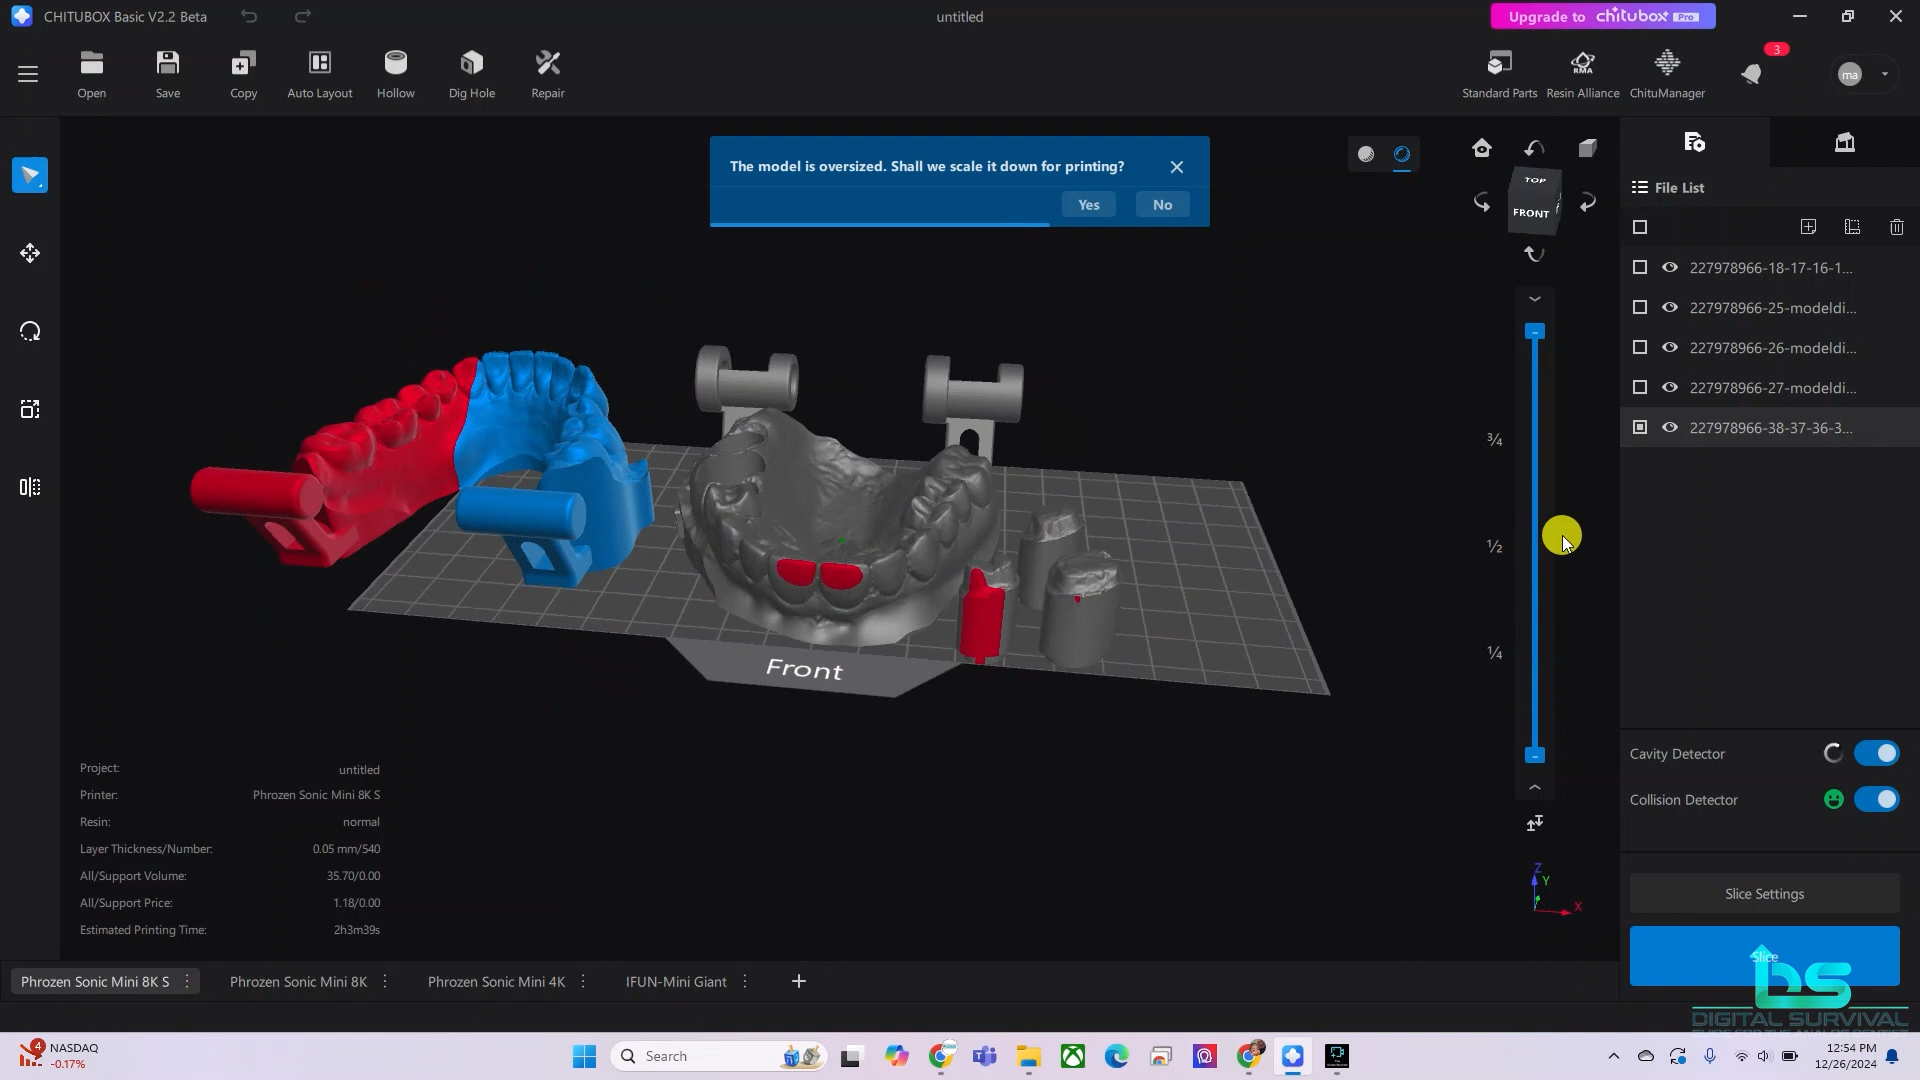 CHITUBOX Basic V2.2 Beta
untitled
Upgrade to chitubox Pro
Open
Save
Copy
Auto Layout
Hollow
Dig Hole
Repair
Standard Parts
RMA
Resin Alliance
ChituManager
3
ma
The model is oversized. Shall we scale it down for printing?
Yes
No
TOP
FRONT
File List
227978966-18-17-16-1...
227978966-25-modeldi...
227978966-26-modeldi...
227978966-27-modeldi...
227978966-38-37-36-3...
¾
½
¼
Front
Project: untitled
Printer: Phrozen Sonic Mini 8K S
Resin: normal
Layer Thickness/Number: 0.05 mm/540
All/Support Volume: 35.70/0.00
All/Support Price: 1.18/0.00
Estimated Printing Time: 2h3m39s
Cavity Detector
Collision Detector
Z
Y
X
Slice Settings
Slice
Phrozen Sonic Mini 8K S
Phrozen Sonic Mini 8K
Phrozen Sonic Mini 4K
IFUN-Mini Giant
DS
DIGITAL SURVIVAL
4
NASDAQ
-0.17%
Search
12:54 PM
12/26/2024